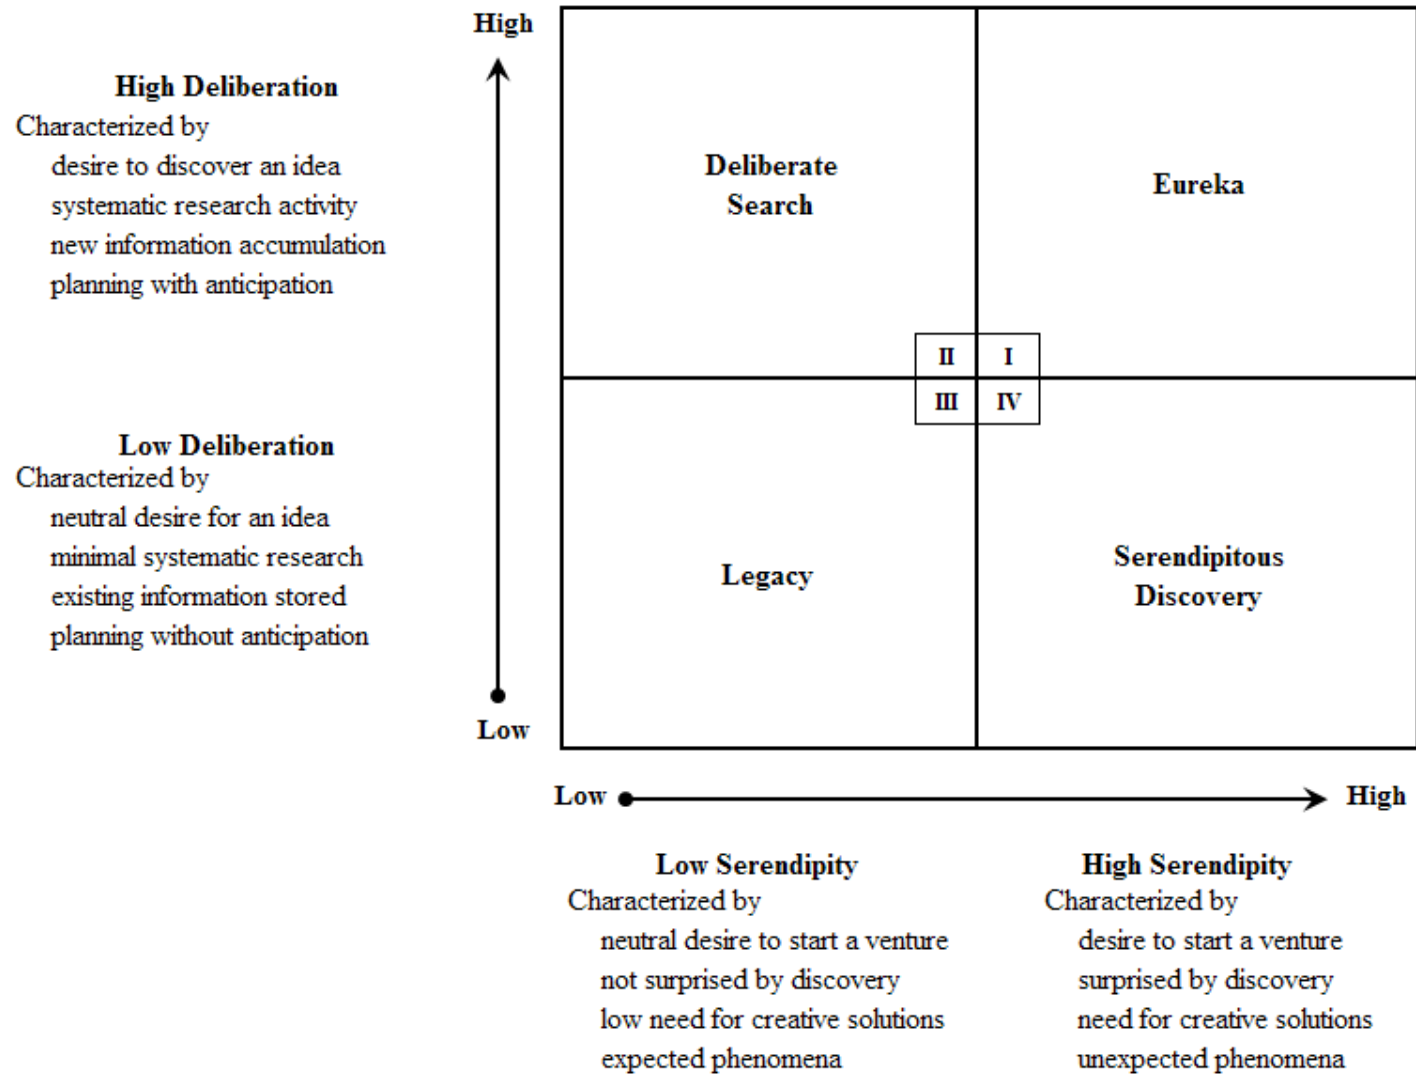 High
High Deliberation
Characterized by
desire to discover an idea
systematic research activity
new information accumulation
planning with anticipation
Deliberate
Search
Eureka
II
I
III
IV
Low Deliberation
Characterized by
neutral desire for an idea
minimal systematic research
existing information stored
planning without anticipation
Legacy
Serendipitous
Discovery
Low
Low
High
Low Serendipity
Characterized by
neutral desire to start a venture
not surprised by discovery
low need for creative solutions
expected phenomena
High Serendipity
Characterized by
desire to start a venture
surprised by discovery
need for creative solutions
unexpected phenomena